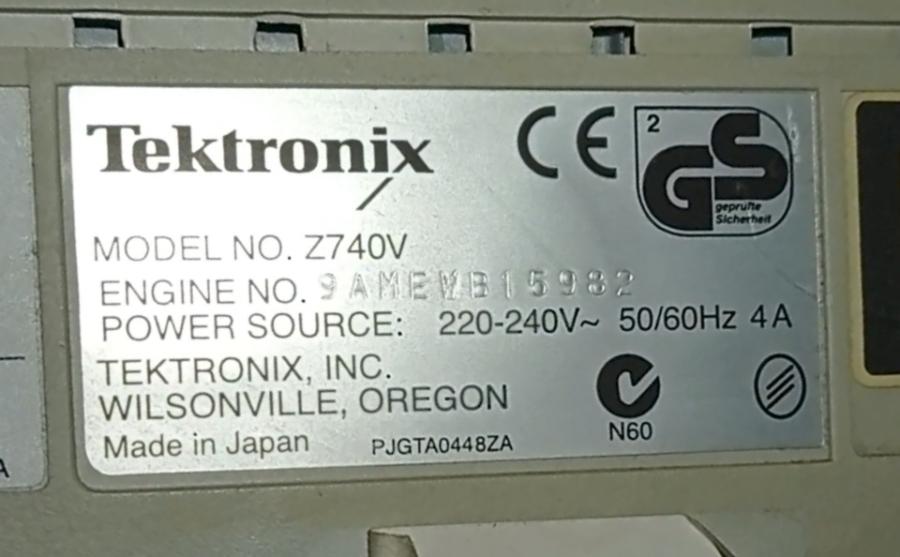 Tektronix
CE
2
GS
geprüfte
Sicherheit
MODEL NO. Z740V
ENGINE NO. 9AMEWB15982
POWER SOURCE: 220-240V~ 50/60Hz 4A
TEKTRONIX, INC.
WILSONVILLE, OREGON
N60
Made in Japan PJGTA0448ZA
A